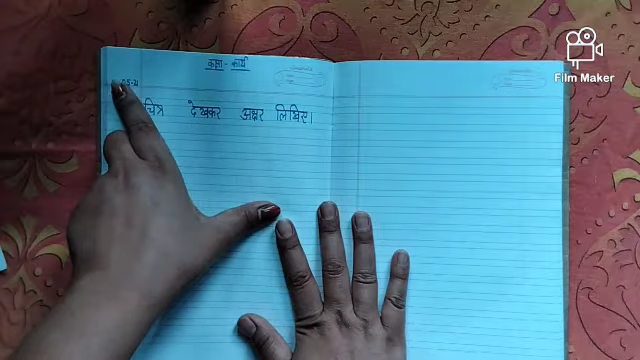 कक्षा - कार्य
चित्र देखकर अक्षर लिखिए।
Film Maker